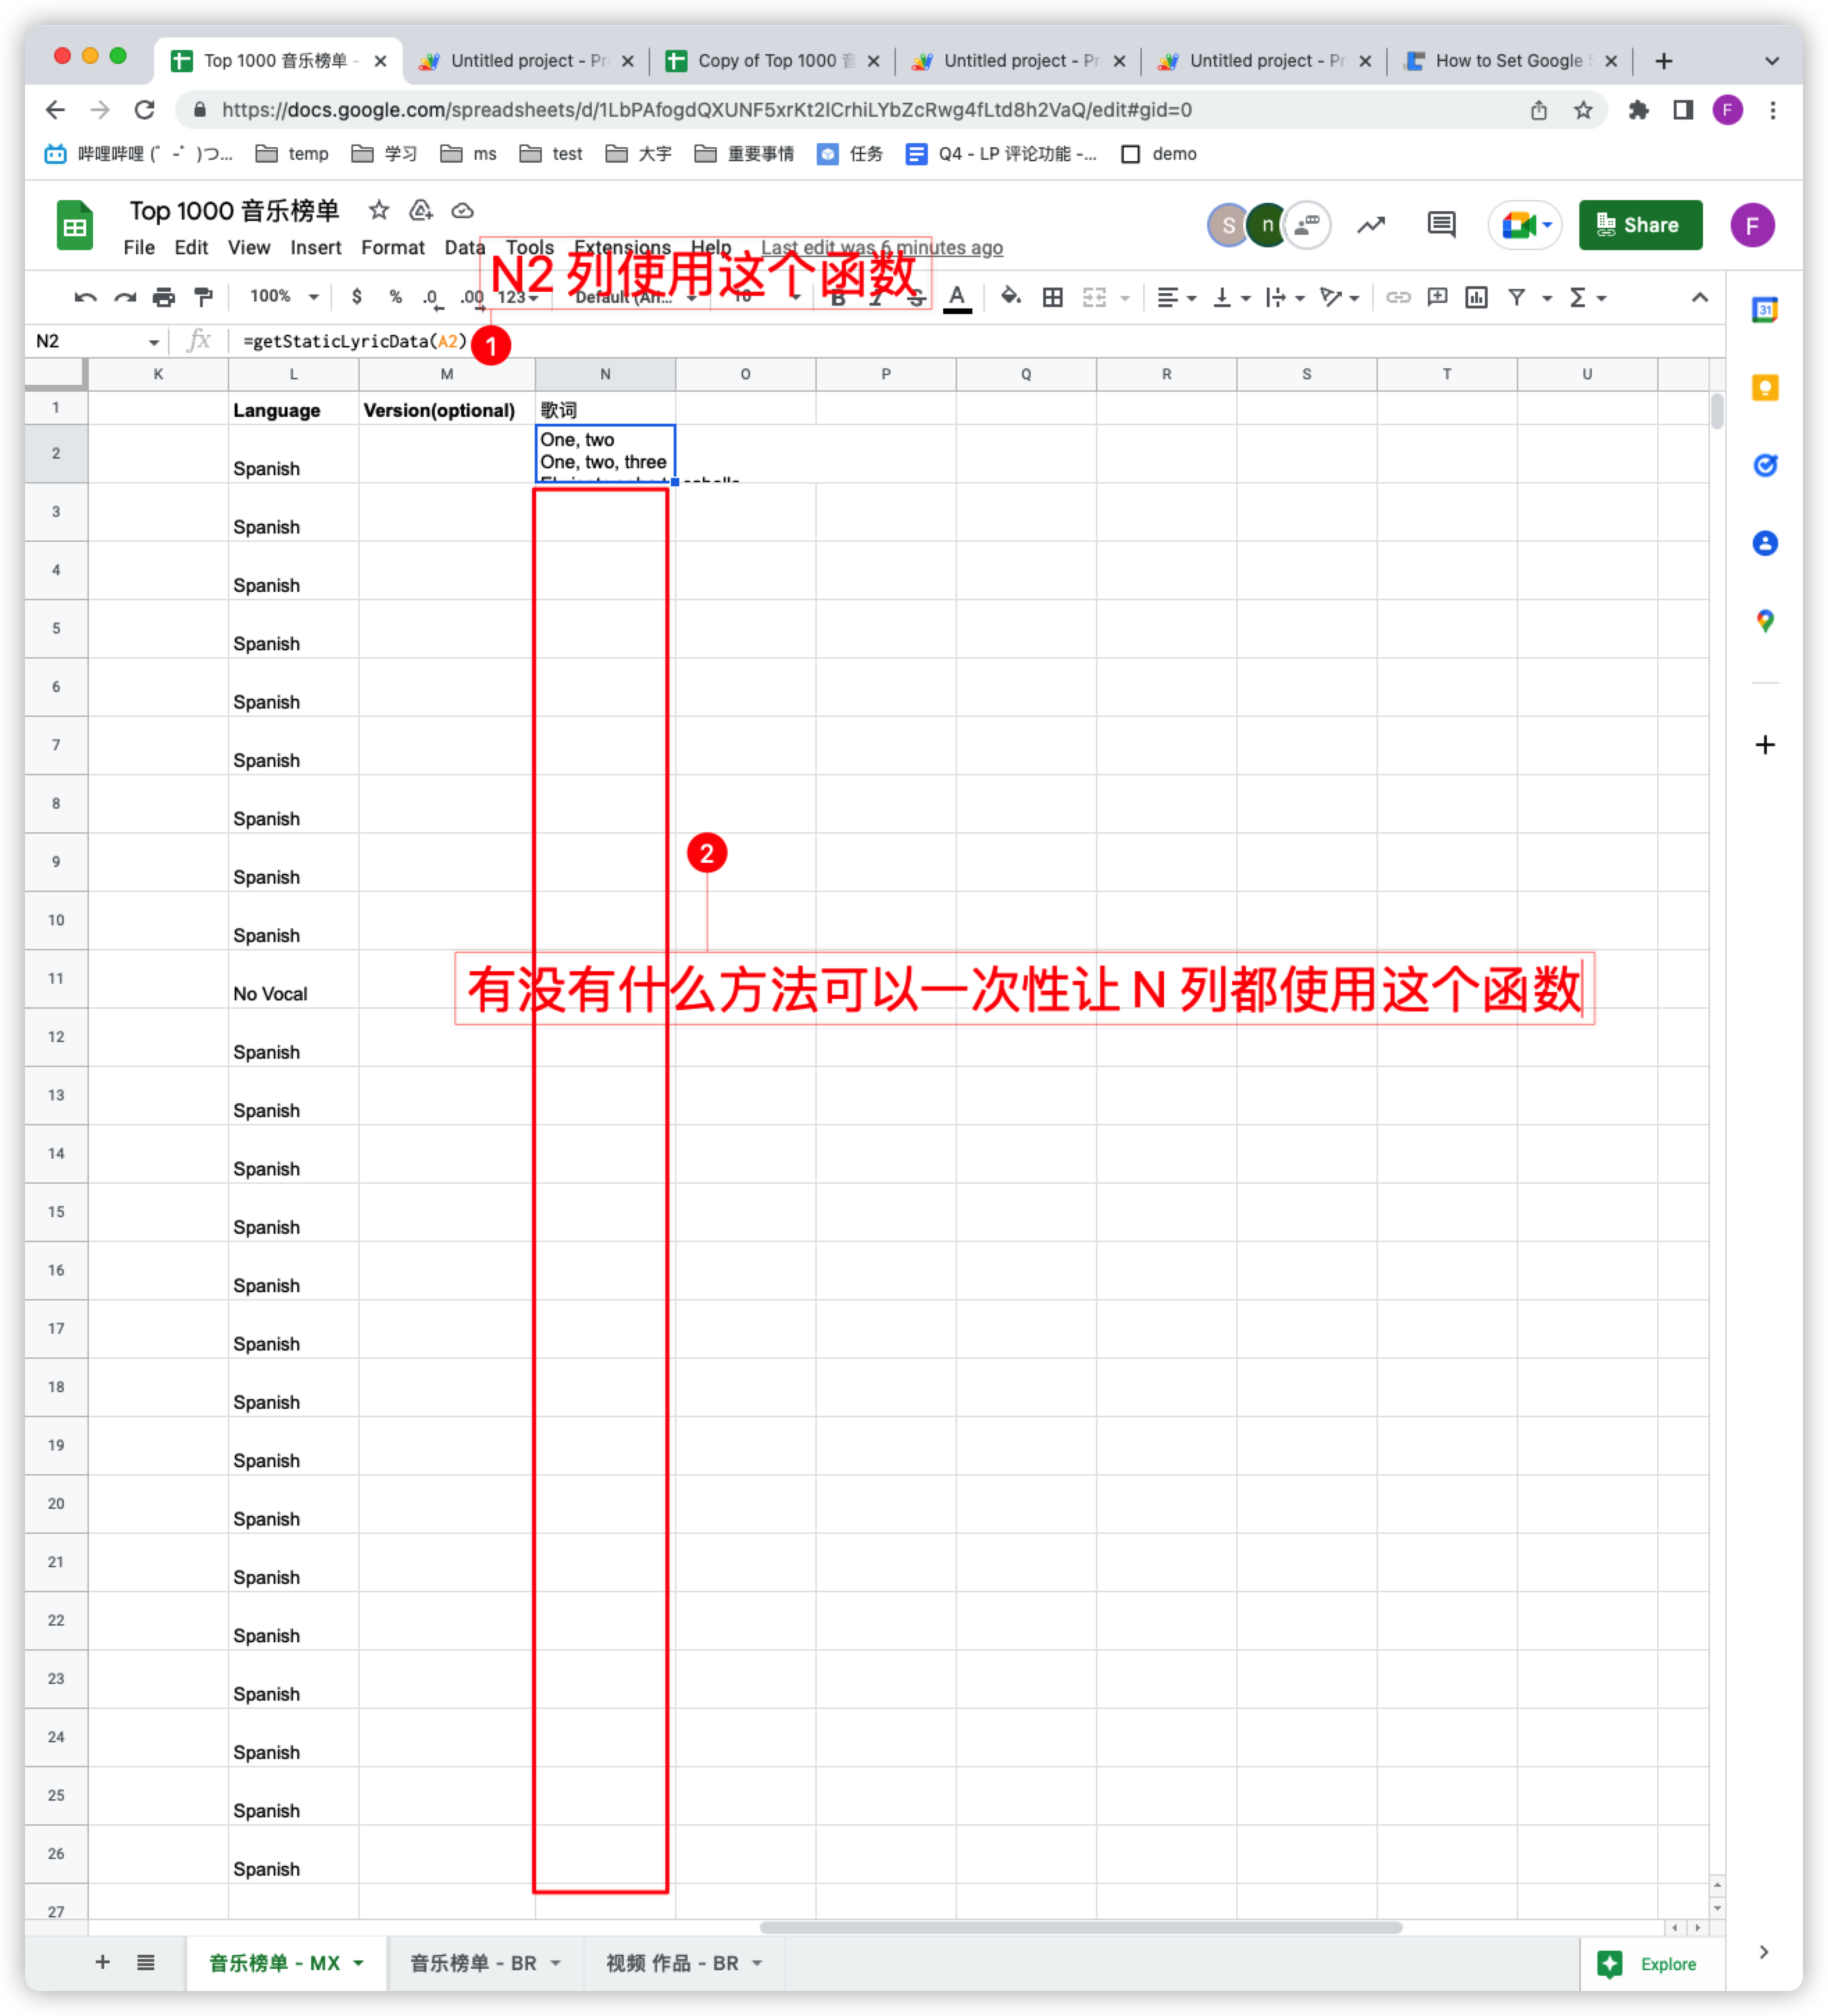 Top 1000 音乐榜单 -
Untitled project - Pr
Copy of Top 1000 音
Untitled project - Pr
Untitled project - Pr
How to Set Google S
https://docs.google.com/spreadsheets/d/1LbPAfogdQXUNF5xrKt2ICrhiLYbZcRwg4fLtd8h2VaQ/edit#gid=0
哔哩哔哩 (゜-゜)つ...
temp
学习
ms
test
大宇
重要事情
任务
Q4 - LP 评论功能 -...
demo
Top 1000 音乐榜单
S
n
Share
F
File Edit View Insert Format Data Tools Extensions Help Last edit was 6 minutes ago
N2 列使用这个函数
100% $ % .0 .00 123 Default (Ari... 10 B I S A
31
N2 fx =getStaticLyricData(A2)
1
K L M N O P Q R S T U
1 Language Version(optional) 歌词
2 Spanish One, two
One, two, three
3 Spanish
4 Spanish
5 Spanish
6 Spanish
7 Spanish
8 Spanish
9 Spanish
2
10 Spanish
11 No Vocal
有没有什么方法可以一次性让 N 列都使用这个函数
12 Spanish
13 Spanish
14 Spanish
15 Spanish
16 Spanish
17 Spanish
18 Spanish
19 Spanish
20 Spanish
21 Spanish
22 Spanish
23 Spanish
24 Spanish
25 Spanish
26 Spanish
27
音乐榜单 - MX
音乐榜单 - BR
视频 作品 - BR
Explore